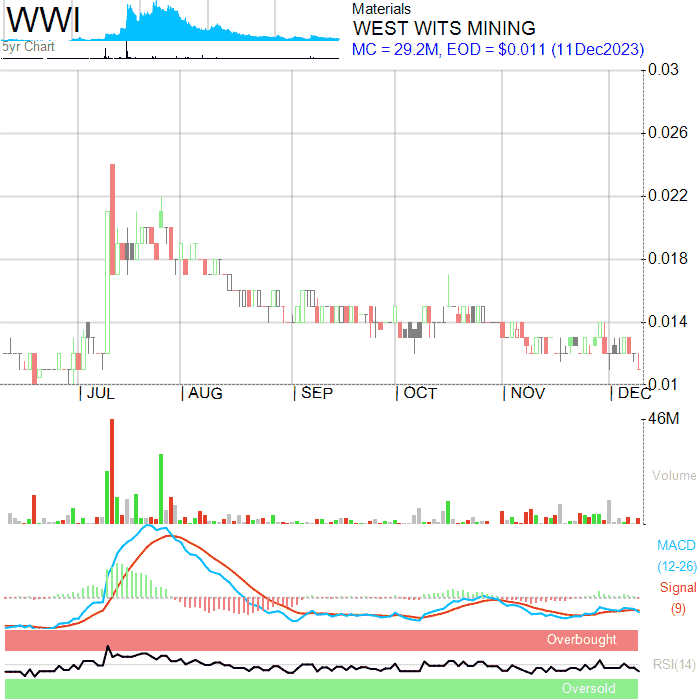 WWI
5yr Chart
Materials
WEST WITS MINING
MC = 29.2M, EOD = $0.011 (11Dec2023)
0.03
0.026
0.022
0.018
0.014
0.01
JUL AUG SEP OCT NOV DEC
46M
Volume
MACD
(12-26)
Signal
(9)
Overbought
RSI(14)
Oversold